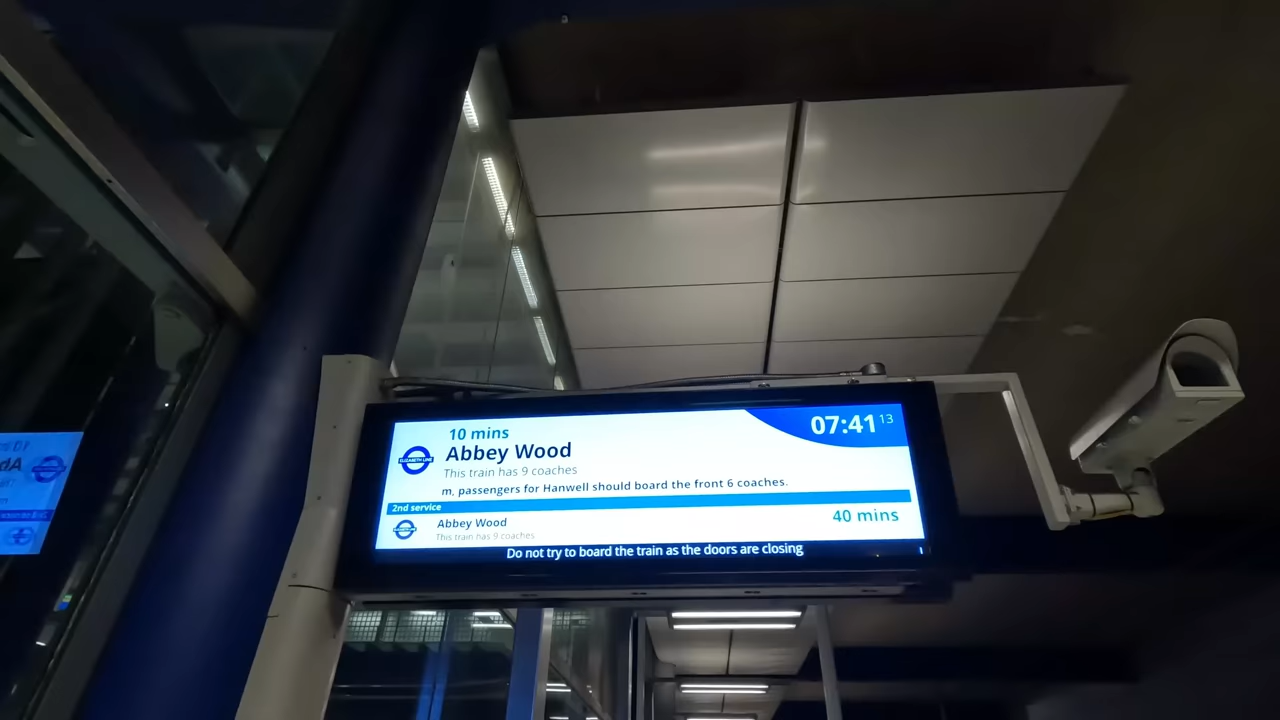 10 mins
07:41 13
ELIZABETH LINE
Abbey Wood
This train has 9 coaches
m, passengers for Hanwell should board the front 6 coaches.
2nd service
Abbey Wood
40 mins
This train has 9 coaches
Do not try to board the train as the doors are closing